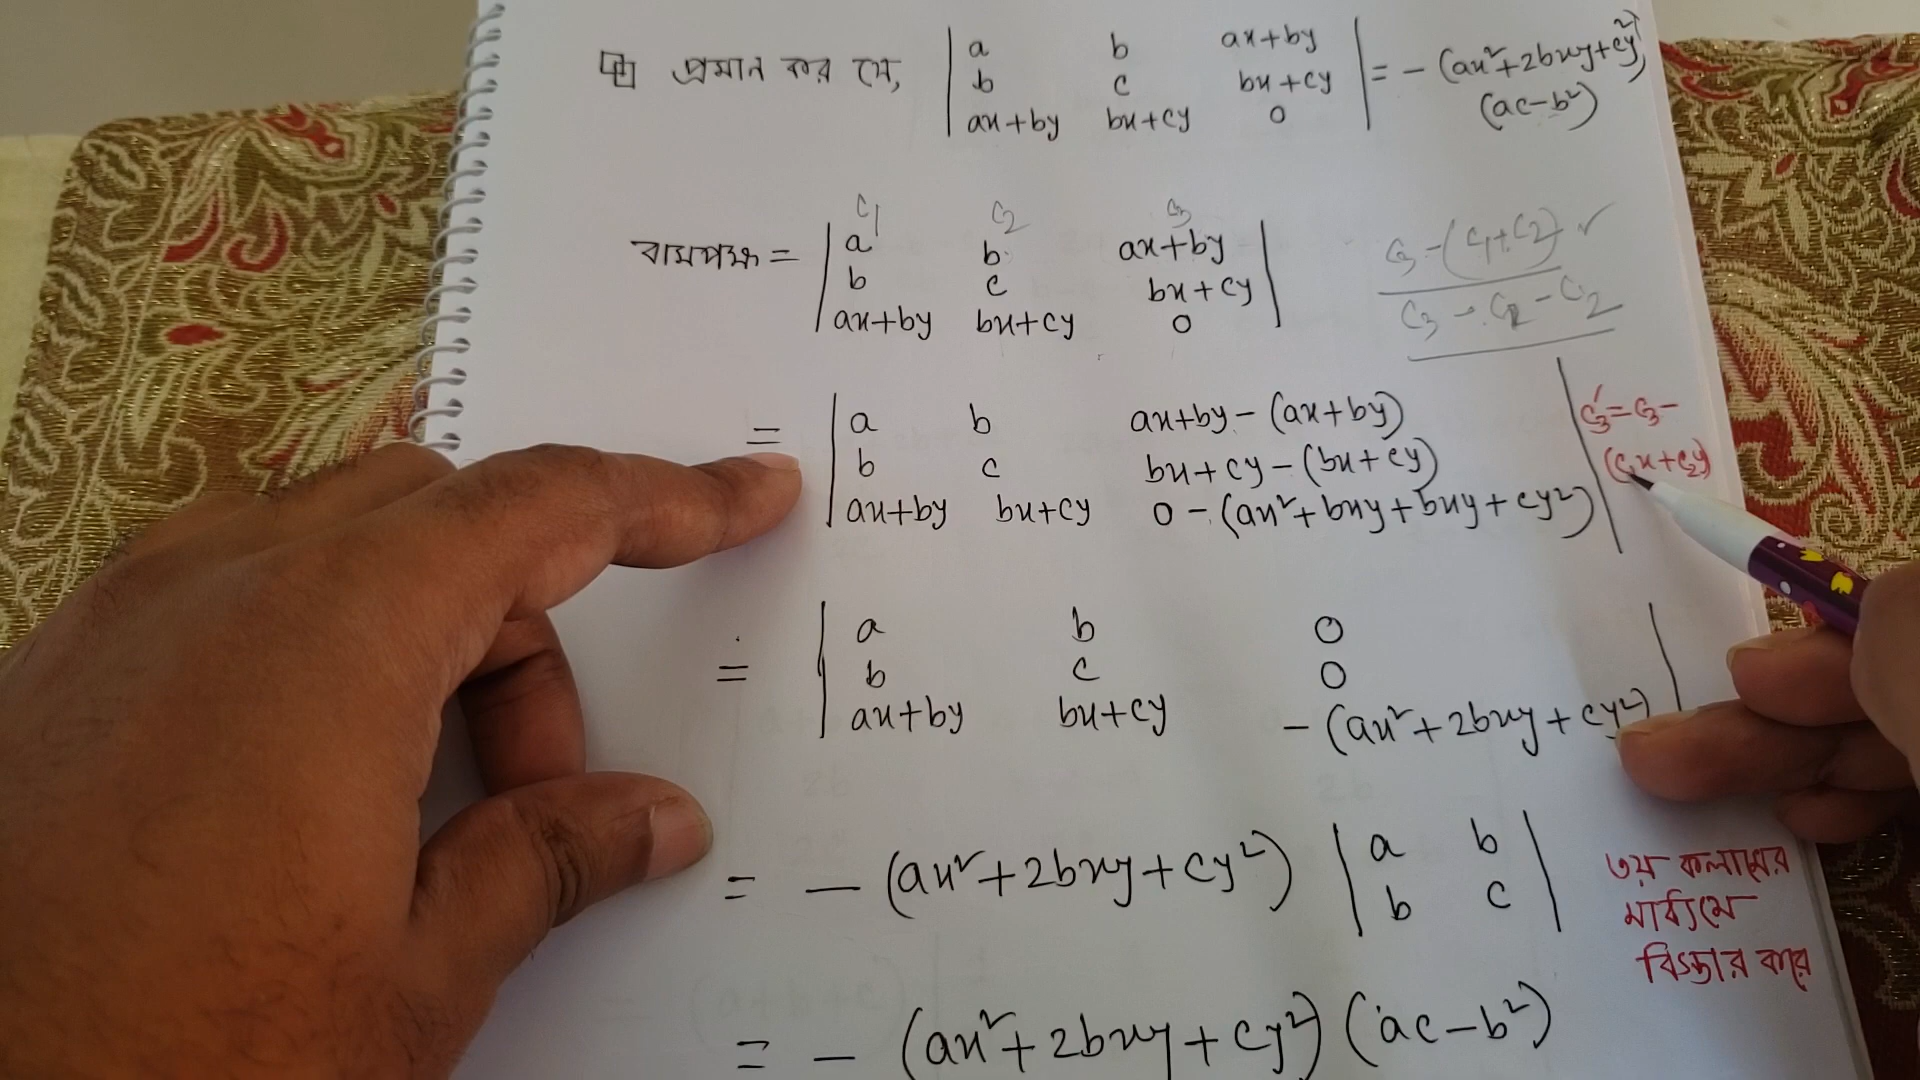 প্রমান কর যে, | a b ax+by | = - (ax²+2bxy+cy²)
| b c bx+cy | (ac-b²)
| ax+by bx+cy 0 |
C1 C2 C3
বামপক্ষ = | a b ax+by | C3-(C1+C2) ✓
| b c bx+cy |
| ax+by bx+cy 0 |
= | a b ax+by-(ax+by) | C3′=C3-
| b c bx+cy-(bx+cy) | (C1x+C2y)
| ax+by bx+cy 0-(ax²+bxy+bxy+cy²) |
= | a b 0 |
| b c 0 |
| ax+by bx+cy -(ax²+2bxy+cy²) |
= - (ax²+2bxy+cy²) | a b | ৩য় কলামের
| b c | মাধ্যমে
বিস্তার করে
= - (ax²+2bxy+cy²) (ac-b²)